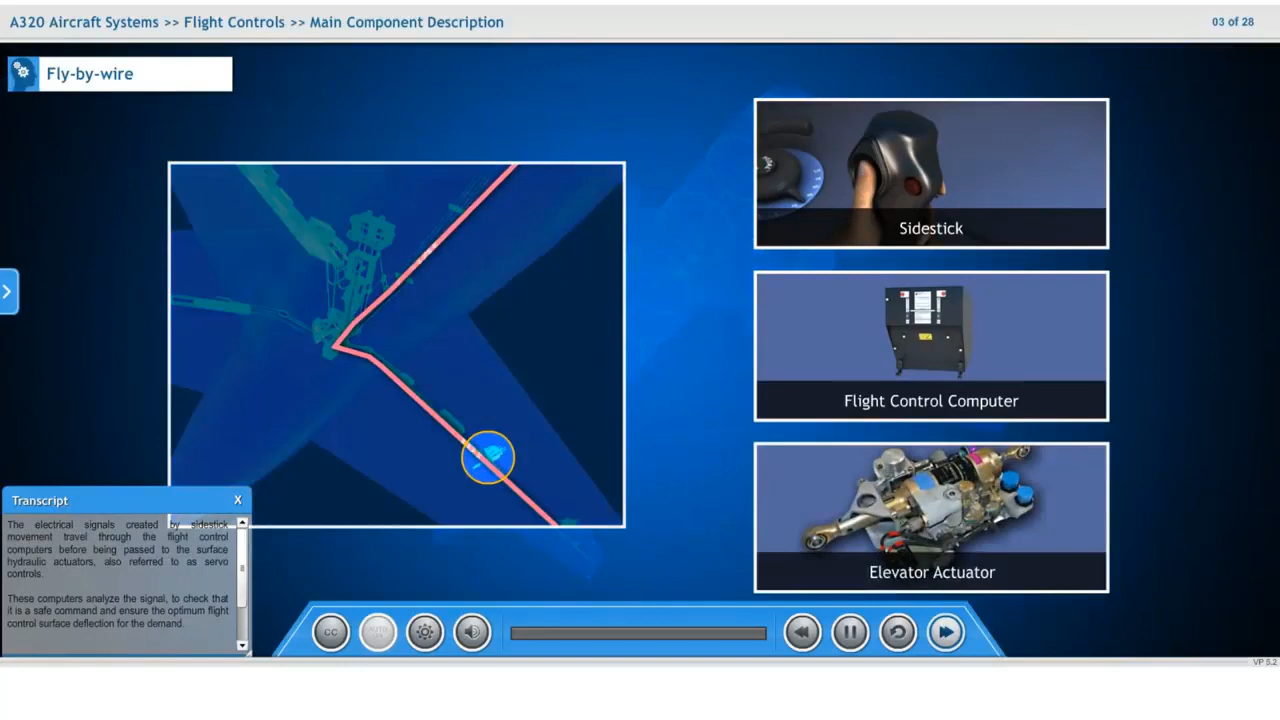 A320 Aircraft Systems >> Flight Controls >> Main Component Description
03 of 28
Fly-by-wire
Sidestick
Flight Control Computer
Elevator Actuator
Transcript X
The electrical signals created by sidestick
movement travel through the flight control
computers before being passed to the surface
hydraulic actuators, also referred to as servo
controls.
These computers analyze the signal, to check that
it is a safe command and ensure the optimum flight
control surface deflection for the demand.
CC
VP 5.2